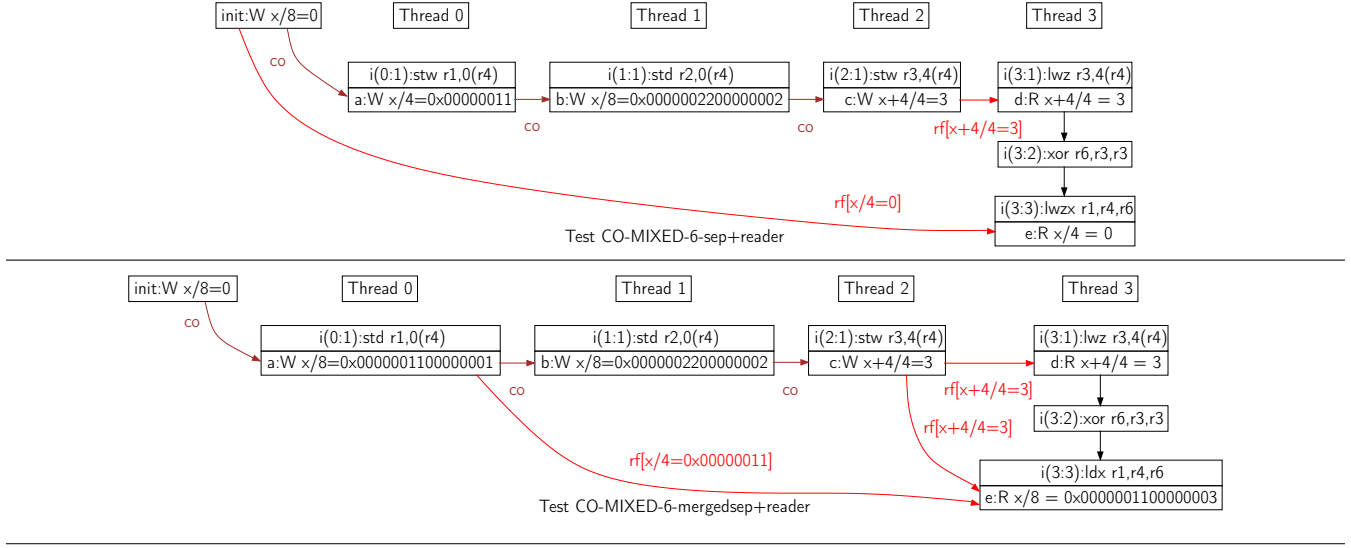 init:W x/8=0
Thread 0
Thread 1
Thread 2
Thread 3
co
i(0:1):stw r1,0(r4)
a:W x/4=0x00000011
co
i(1:1):std r2,0(r4)
b:W x/8=0x0000002200000002
co
i(2:1):stw r3,4(r4)
c:W x+4/4=3
rf[x+4/4=3]
i(3:1):lwz r3,4(r4)
d:R x+4/4 = 3
i(3:2):xor r6,r3,r3
rf[x/4=0]
i(3:3):lwzx r1,r4,r6
e:R x/4 = 0
Test CO-MIXED-6-sep+reader
init:W x/8=0
Thread 0
Thread 1
Thread 2
Thread 3
co
i(0:1):std r1,0(r4)
a:W x/8=0x0000001100000001
co
i(1:1):std r2,0(r4)
b:W x/8=0x0000002200000002
co
i(2:1):stw r3,4(r4)
c:W x+4/4=3
rf[x+4/4=3]
i(3:1):lwz r3,4(r4)
d:R x+4/4 = 3
i(3:2):xor r6,r3,r3
rf[x+4/4=3]
rf[x/4=0x00000011]
i(3:3):ldx r1,r4,r6
e:R x/8 = 0x0000001100000003
Test CO-MIXED-6-mergedsep+reader